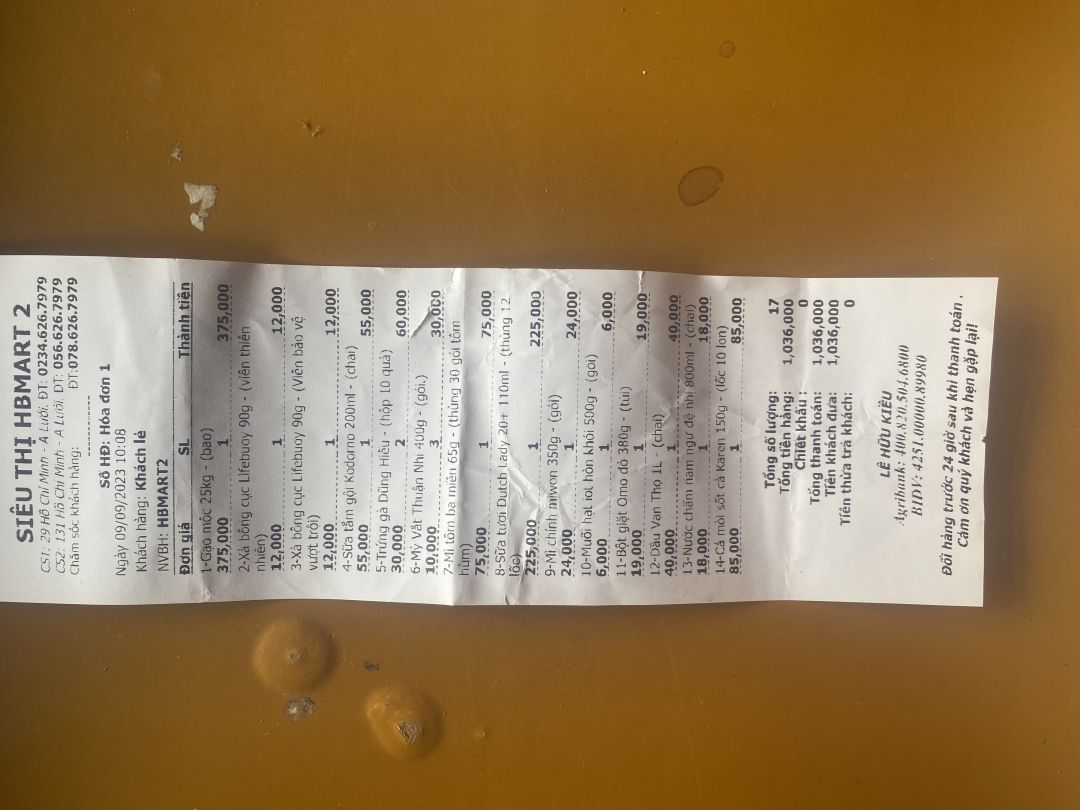 SIÊU THỊ HBMART 2
CS1: 29 Hồ Chí Minh - A Lưới. ĐT: 0234.626.7979
CS2: 131 Hồ Chí Minh - A Lưới. ĐT: 056.626.7979
Chăm sóc khách hàng: ĐT:078.626.7979
Số HĐ: Hóa đơn 1
Ngày 09/09/2023 10:08
Khách hàng: Khách lẻ
NVBH: HBMART2
Đơn giá SL Thành tiền
1-Gạo mộc 25kg - (bao)
375,000 1 375,000
2-Xà bông cục Lifebuoy 90g - (viên thiên
nhiên)
12,000 1 12,000
3-Xà bông cục Lifebuoy 90g - (Viên bảo vệ
vượt trội)
12,000 1 12,000
4-Sữa tắm gội Kodomo 200ml - (chai)
55,000 1 55,000
5-Trứng gà Dũng Hiếu - (hộp 10 quả)
30,000 2 60,000
6-Mỳ Vắt Thuận Nhi 400g - (gói.)
10,000 3 30,000
7-Mì tôm ba miền 65g - (thùng 30 gói tôm
hùm)
75,000 1 75,000
8-Sữa tươi Dutch Lady 20+ 110ml - (thùng 12
lốc)
225,000 1 225,000
9-Mì chính miwon 350g - (gói)
24,000 1 24,000
10-Muối hạt iot hòn khói 500g - (gói)
6,000 1 6,000
11-Bột giặt Omo đỏ 380g - (túi)
19,000 1 19,000
12-Dầu Vạn Thọ 1L - (chai)
40,000 1 40,000
13-Nước chấm nam ngư đệ nhị 800ml - (chai)
18,000 1 18,000
14-Cá mòi sốt cà Karen 150g - (lốc 10 lon)
85,000 1 85,000
Tổng số lượng: 17
Tổng tiền hàng: 1,036,000
Chiết khấu : 0
Tổng thanh toán: 1,036,000
Tiền khách đưa: 1,036,000
Tiền thừa trả khách: 0
LÊ HỮU KIỀU
Agribank: 400.820.504.6800
BIDV: 4251.0000.89980
Đổi hàng trước 24 giờ sau khi thanh toán .
Cảm ơn quý khách và hẹn gặp lại!